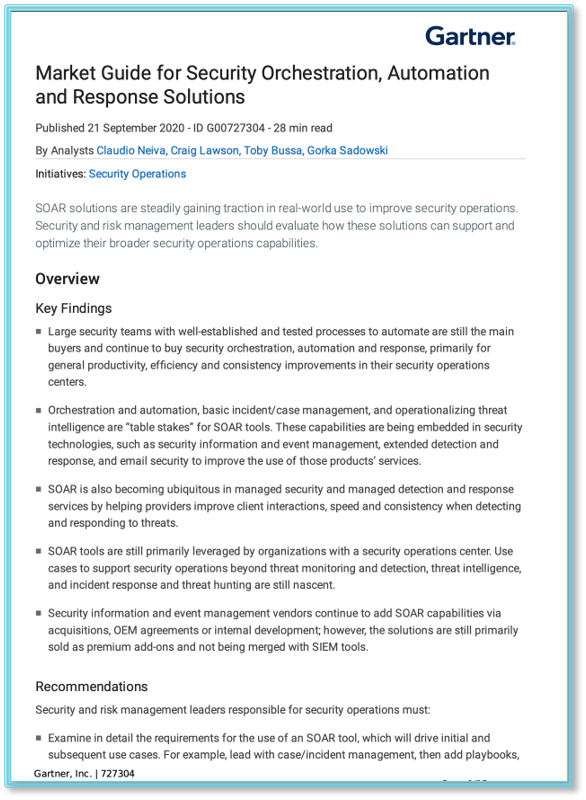 Gartner
Market Guide for Security Orchestration, Automation
and Response Solutions
Published 21 September 2020 - ID G00727304 - 28 min read
By Analysts Claudio Neiva, Craig Lawson, Toby Bussa, Gorka Sadowski
Initiatives: Security Operations
SOAR solutions are steadily gaining traction in real-world use to improve security operations.
Security and risk management leaders should evaluate how these solutions can support and
optimize their broader security operations capabilities.
Overview
Key Findings
■ Large security teams with well-established and tested processes to automate are still the main
buyers and continue to buy security orchestration, automation and response, primarily for
general productivity, efficiency and consistency improvements in their security operations
centers.
■ Orchestration and automation, basic incident/case management, and operationalizing threat
intelligence are “table stakes” for SOAR tools. These capabilities are being embedded in security
technologies, such as security information and event management, extended detection and
response, and email security to improve the use of those products’ services.
■ SOAR is also becoming ubiquitous in managed security and managed detection and response
services by helping providers improve client interactions, speed and consistency when detecting
and responding to threats.
■ SOAR tools are still primarily leveraged by organizations with a security operations center. Use
cases to support security operations beyond threat monitoring and detection, threat intelligence,
and incident response and threat hunting are still nascent.
■ Security information and event management vendors continue to add SOAR capabilities via
acquisitions, OEM agreements or internal development; however, the solutions are still primarily
sold as premium add-ons and not being merged with SIEM tools.
Recommendations
Security and risk management leaders responsible for security operations must:
■ Examine in detail the requirements for the use of an SOAR tool, which will drive initial and
subsequent use cases. For example, lead with case/incident management, then add playbooks,
Gartner, Inc. | 727304